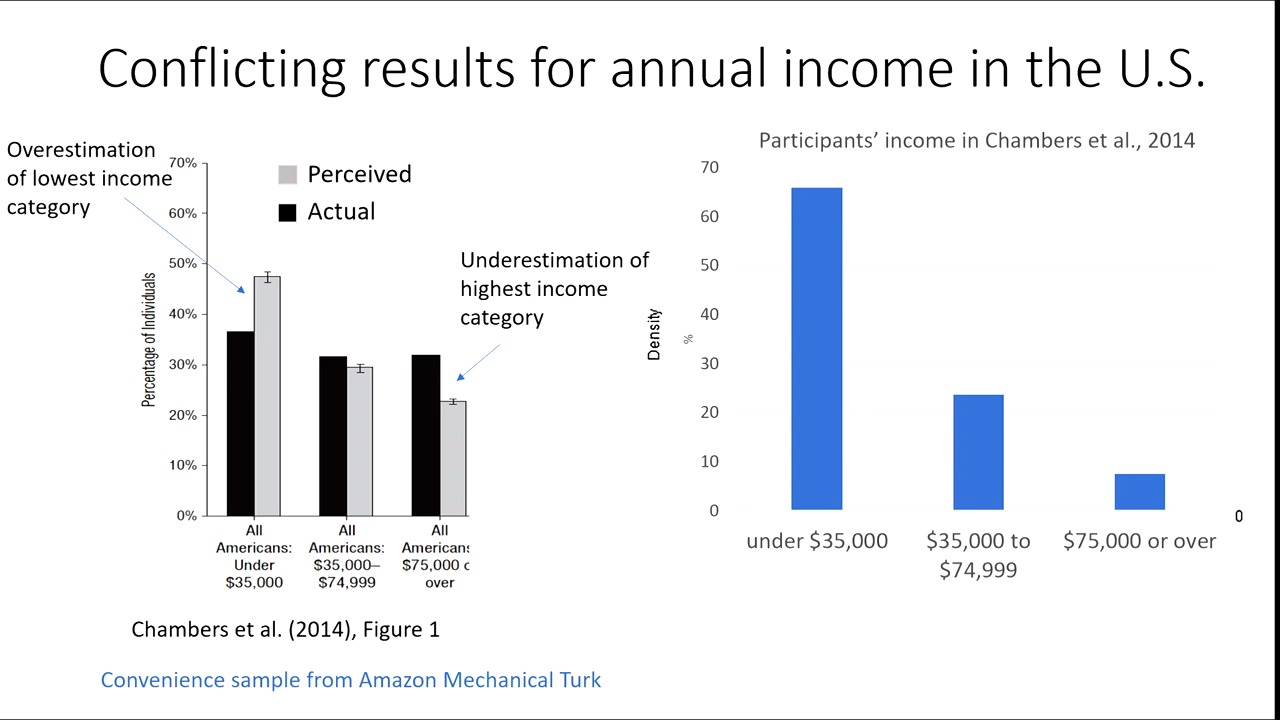 Conflicting results for annual income in the U.S.
Overestimation
of lowest income
category
70%
60%
50%
40%
30%
20%
10%
0%
Percentage of Individuals
Perceived
Actual
Underestimation of
highest income
category
All
Americans:
Under
$35,000
All
Americans:
$35,000–
$74,999
All
Americans
$75,000 o
over
Chambers et al. (2014), Figure 1
Convenience sample from Amazon Mechanical Turk
Participants’ income in Chambers et al., 2014
Density
%
70
60
50
40
30
20
10
0
under $35,000
$35,000 to
$74,999
$75,000 or over
0